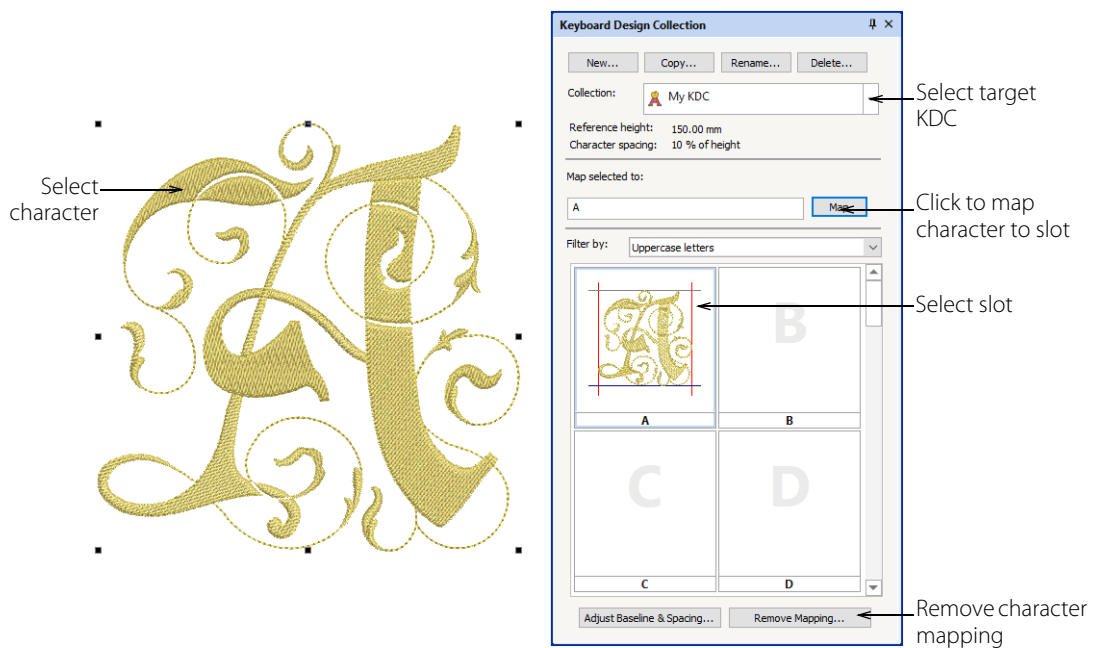 Keyboard Design Collection
New... Copy... Rename... Delete...
Collection: My KDC
Select target
KDC
Reference height: 150.00 mm
Character spacing: 10 % of height
Map selected to:
Select
character
A Map
Click to map
character to slot
Filter by: Uppercase letters
Select slot
B
A B
C D
C D
Adjust Baseline & Spacing... Remove Mapping...
Remove character
mapping